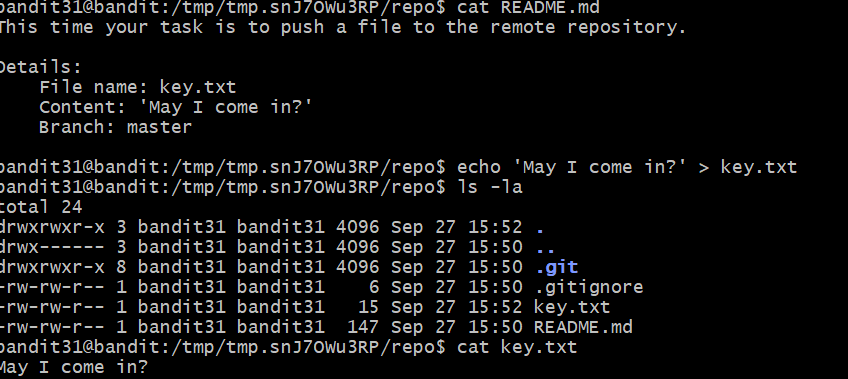 bandit31@bandit:/tmp/tmp.snJ7OWu3RP/repo$ cat README.md
This time your task is to push a file to the remote repository.
Details:
    File name: key.txt
    Content: 'May I come in?'
    Branch: master
bandit31@bandit:/tmp/tmp.snJ7OWu3RP/repo$ echo 'May I come in?' > key.txt
bandit31@bandit:/tmp/tmp.snJ7OWu3RP/repo$ ls -la
total 24
drwxrwxr-x 3 bandit31 bandit31 4096 Sep 27 15:52 .
drwx------ 3 bandit31 bandit31 4096 Sep 27 15:50 ..
drwxrwxr-x 8 bandit31 bandit31 4096 Sep 27 15:50 .git
-rw-rw-r-- 1 bandit31 bandit31    6 Sep 27 15:50 .gitignore
-rw-rw-r-- 1 bandit31 bandit31   15 Sep 27 15:52 key.txt
-rw-rw-r-- 1 bandit31 bandit31  147 Sep 27 15:50 README.md
bandit31@bandit:/tmp/tmp.snJ7OWu3RP/repo$ cat key.txt
May I come in?